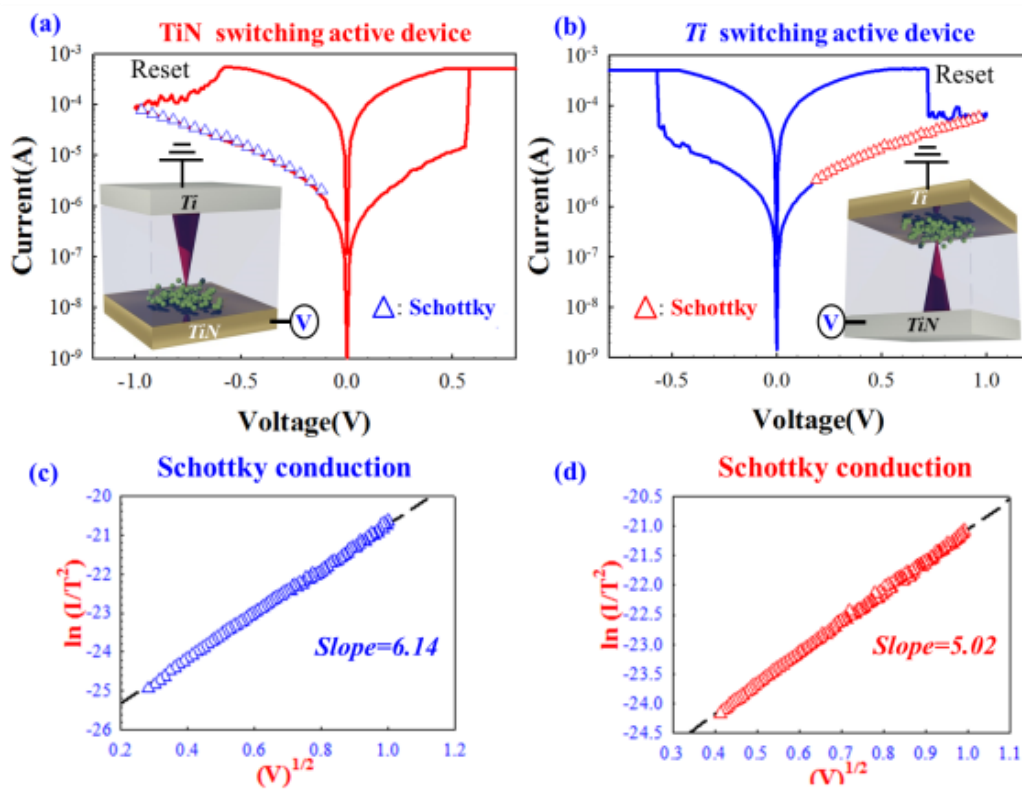 (a)
TiN switching active device
10-3
10-4
10-5
10-6
10-7
10-8
10-9
Current(A)
Reset
Ti
TiN
V
△: Schottky
-1.0 -0.5 0.0 0.5
Voltage(V)
(b)
Ti switching active device
10-3
10-4
10-5
10-6
10-7
10-8
10-9
Current(A)
Reset
Ti
TiN
V
△: Schottky
-0.5 0.0 0.5 1.0
Voltage(V)
(c)
Schottky conduction
-20
-21
-22
-23
-24
-25
-26
ln (I/T2)
Slope=6.14
0.2 0.4 0.6 0.8 1.0 1.2
(V)1/2
(d)
Schottky conduction
-20.5
-21.0
-21.5
-22.0
-22.5
-23.0
-23.5
-24.0
-24.5
ln (I/T2)
Slope=5.02
0.3 0.4 0.5 0.6 0.7 0.8 0.9 1.0 1.1
(V)1/2